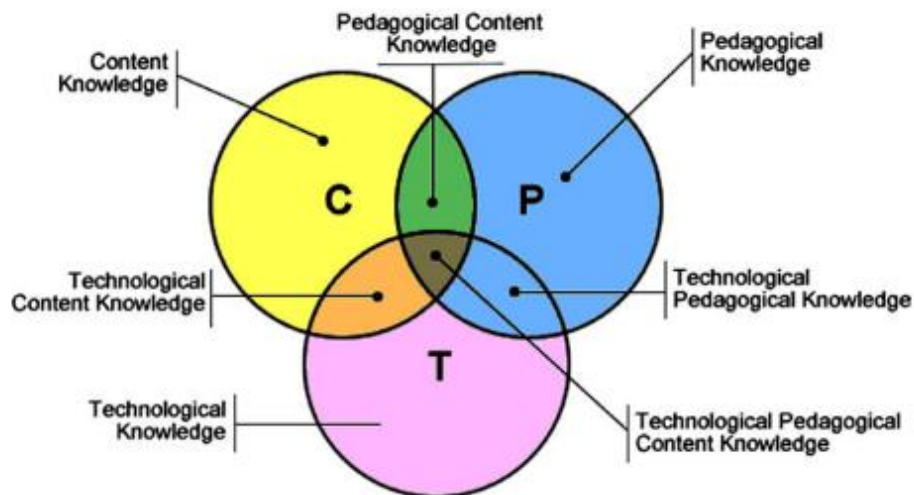 Pedagogical Content
Knowledge
Content
Knowledge
Pedagogical
Knowledge
C
P
Technological
Content Knowledge
Technological
Pedagogical Knowledge
T
Technological
Knowledge
Technological Pedagogical
Content Knowledge